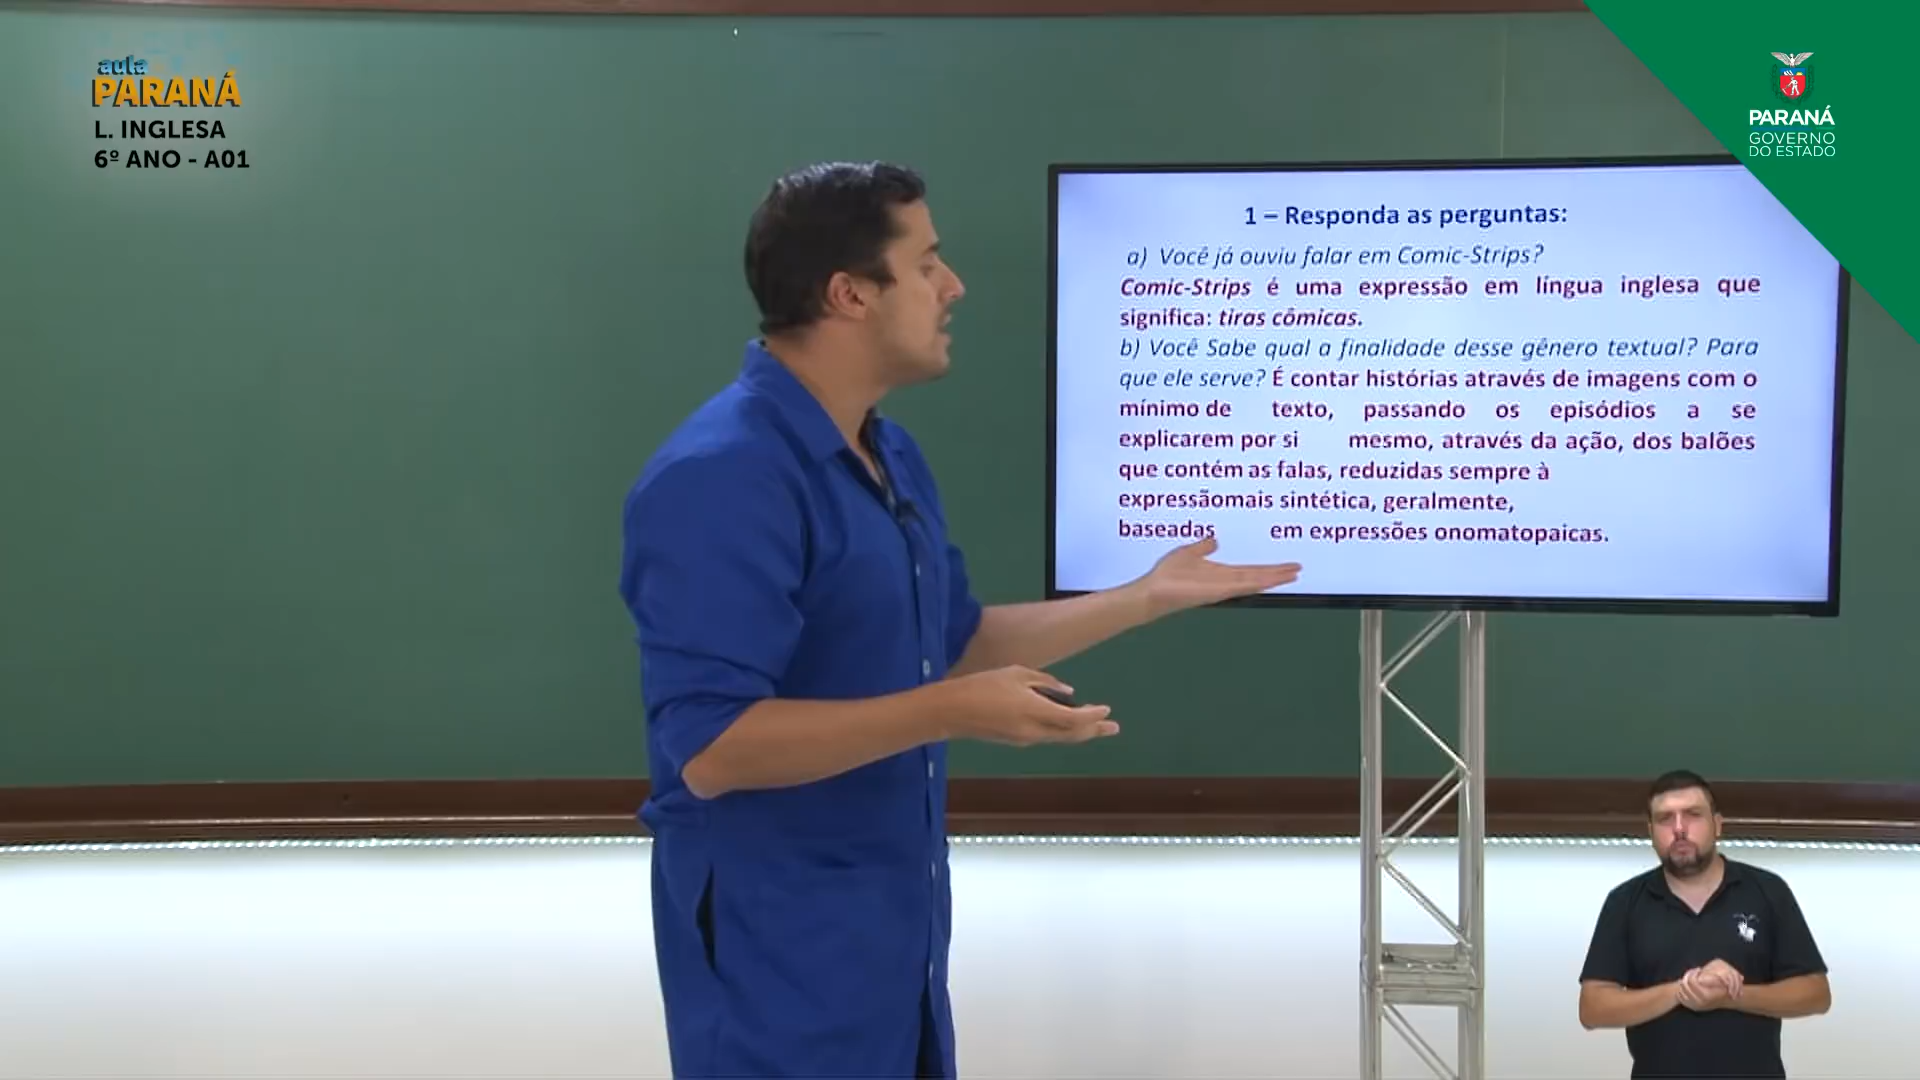 aula
PARANÁ
L. INGLESA
6º ANO - A01
PARANÁ
GOVERNO
DO ESTADO
1 – Responda as perguntas:
a) Você já ouviu falar em Comic-Strips?
Comic-Strips é uma expressão em língua inglesa que
significa: tiras cômicas.
b) Você Sabe qual a finalidade desse gênero textual? Para
que ele serve? É contar histórias através de imagens com o
mínimo de texto, passando os episódios a se
explicarem por si mesmo, através da ação, dos balões
que contém as falas, reduzidas sempre à
expressãomais sintética, geralmente,
baseadas em expressões onomatopaicas.